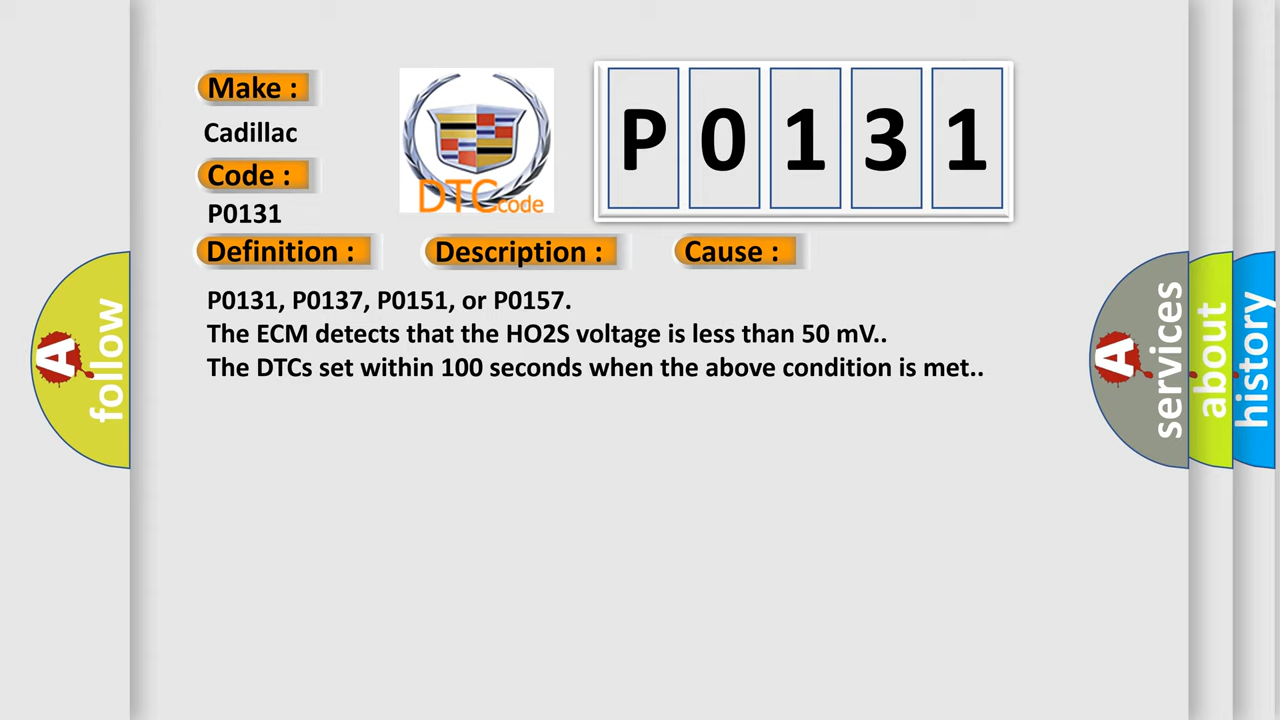 Make :
Cadillac
Code :
P0131
DTCcode
P 0 1 3 1
Definition :
Description :
Cause :
P0131, P0137, P0151, or P0157.
The ECM detects that the HO2S voltage is less than 50 mV..
The DTCs set within 100 seconds when the above condition is met..
A
follow
A
services
about
history